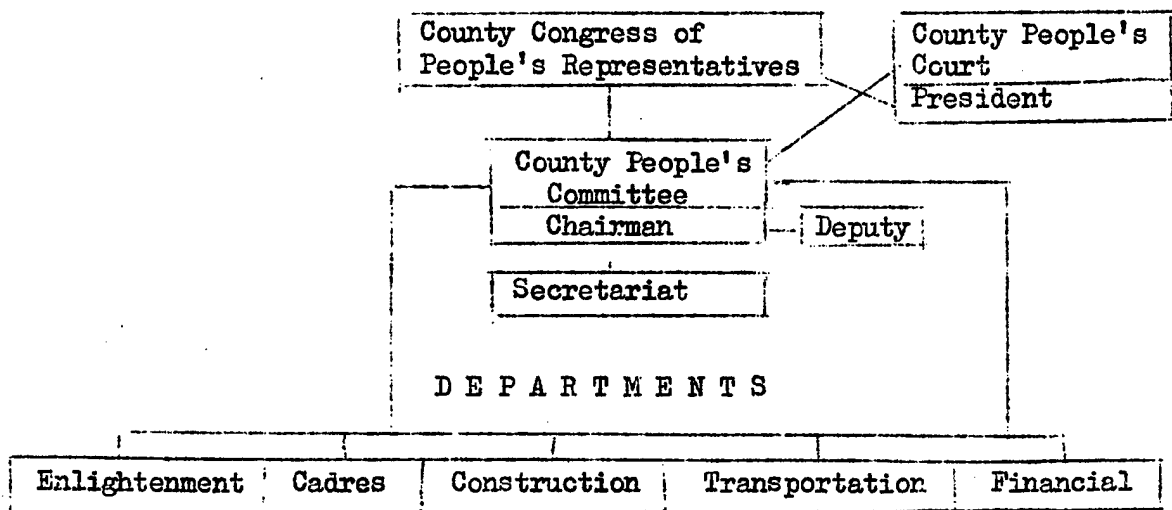 County Congress of
People's Representatives
County People's
Court
President
County People's
Committee
Chairman
Deputy
Secretariat
DEPARTMENTS
Enlightenment
Cadres
Construction
Transportation
Financial